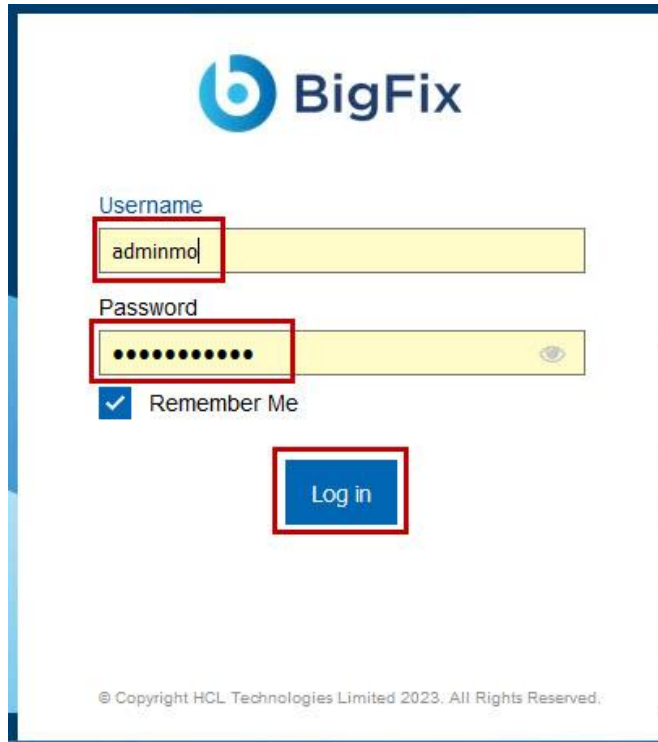 BigFix
Username
adminmo
Password
•••••••••••
Remember Me
Log in
© Copyright HCL Technologies Limited 2023. All Rights Reserved.